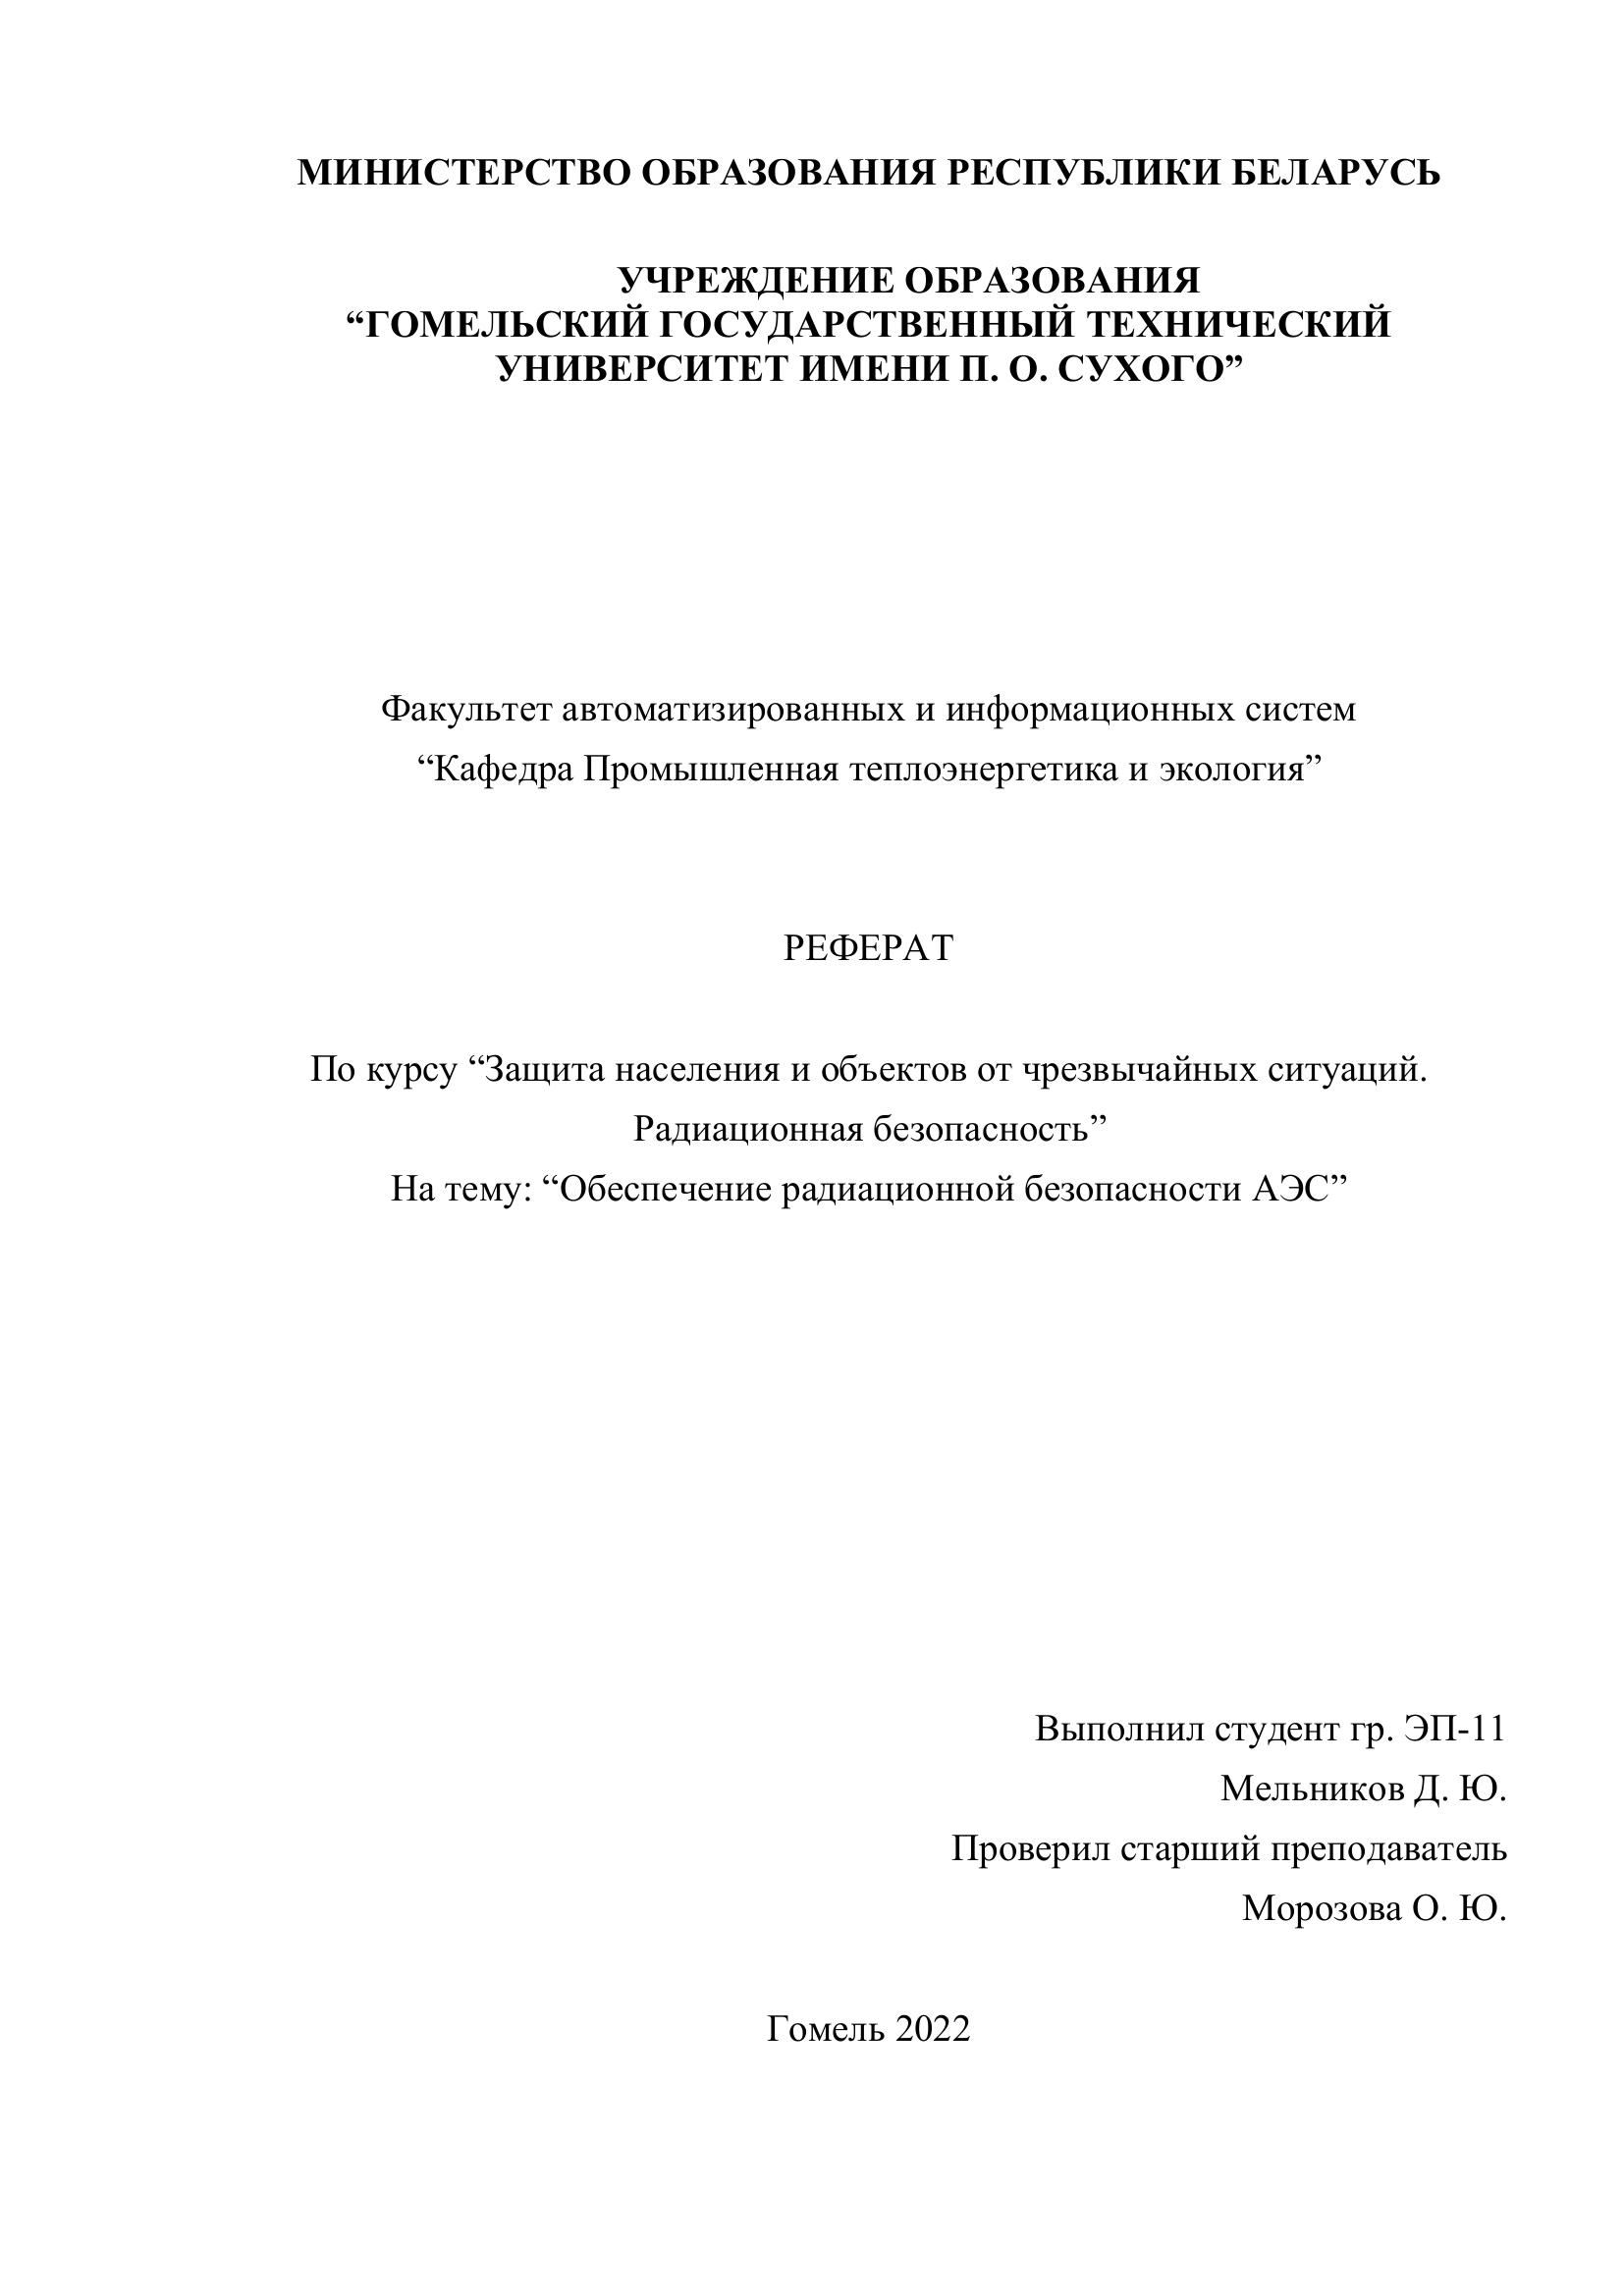 МИНИСТЕРСТВО ОБРАЗОВАНИЯ РЕСПУБЛИКИ БЕЛАРУСЬ
УЧРЕЖДЕНИЕ ОБРАЗОВАНИЯ
“ГОМЕЛЬСКИЙ ГОСУДАРСТВЕННЫЙ ТЕХНИЧЕСКИЙ
УНИВЕРСИТЕТ ИМЕНИ П. О. СУХОГО”
Факультет автоматизированных и информационных систем
“Кафедра Промышленная теплоэнергетика и экология”
РЕФЕРАТ
По курсу “Защита населения и объектов от чрезвычайных ситуаций.
Радиационная безопасность”
На тему: “Обеспечение радиационной безопасности АЭС”
Выполнил студент гр. ЭП-11
Мельников Д. Ю.
Проверил старший преподаватель
Морозова О. Ю.
Гомель 2022